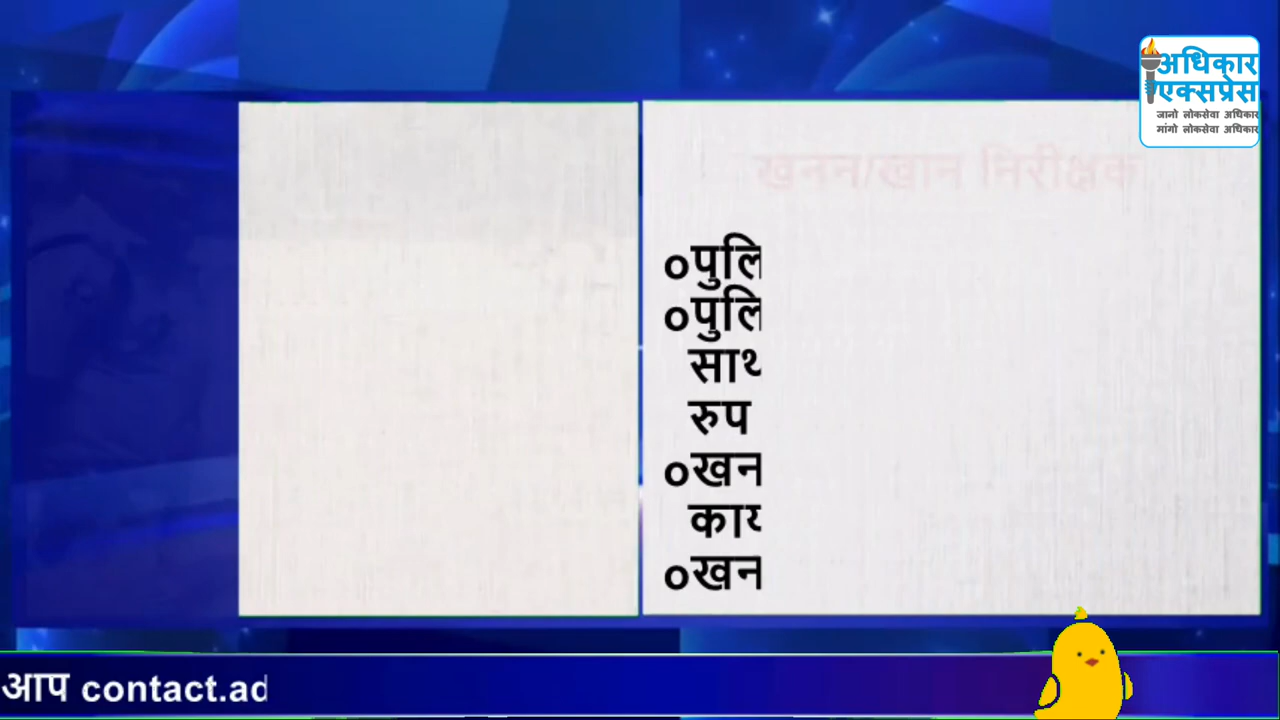 अधिकार
एक्सप्रेस
जानो लोकसेवा अधिकार
मांगो लोकसेवा अधिकार
खनन/खान निरीक्षक
०पुलि
०पुलि
साथ
रुप
०खन
कार्य
०खन
आप contact.ad